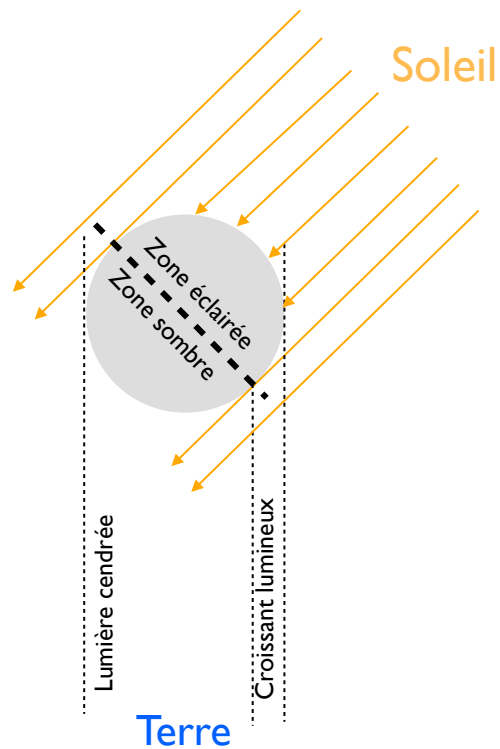 Soleil
Zone éclairée
Zone sombre
Lumière cendrée
Croissant lumineux
Terre